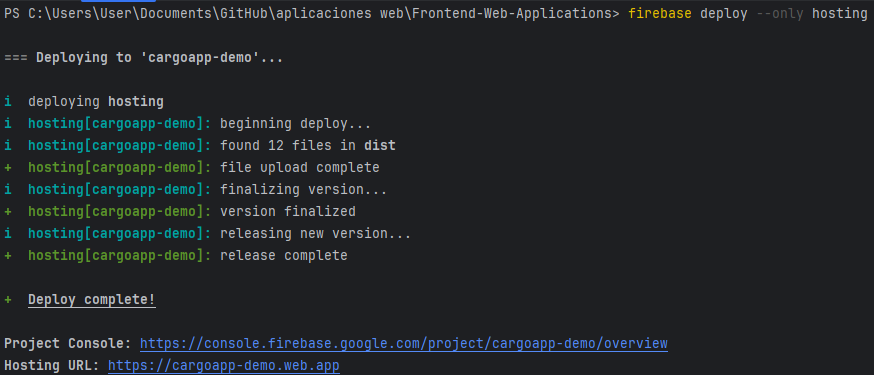 PS C:\Users\User\Documents\GitHub\aplicaciones web\Frontend-Web-Applications> firebase deploy --only hosting
=== Deploying to 'cargoapp-demo'...
i  deploying hosting
i  hosting[cargoapp-demo]: beginning deploy...
i  hosting[cargoapp-demo]: found 12 files in dist
+  hosting[cargoapp-demo]: file upload complete
i  hosting[cargoapp-demo]: finalizing version...
+  hosting[cargoapp-demo]: version finalized
i  hosting[cargoapp-demo]: releasing new version...
+  hosting[cargoapp-demo]: release complete
+  Deploy complete!
Project Console: https://console.firebase.google.com/project/cargoapp-demo/overview
Hosting URL: https://cargoapp-demo.web.app